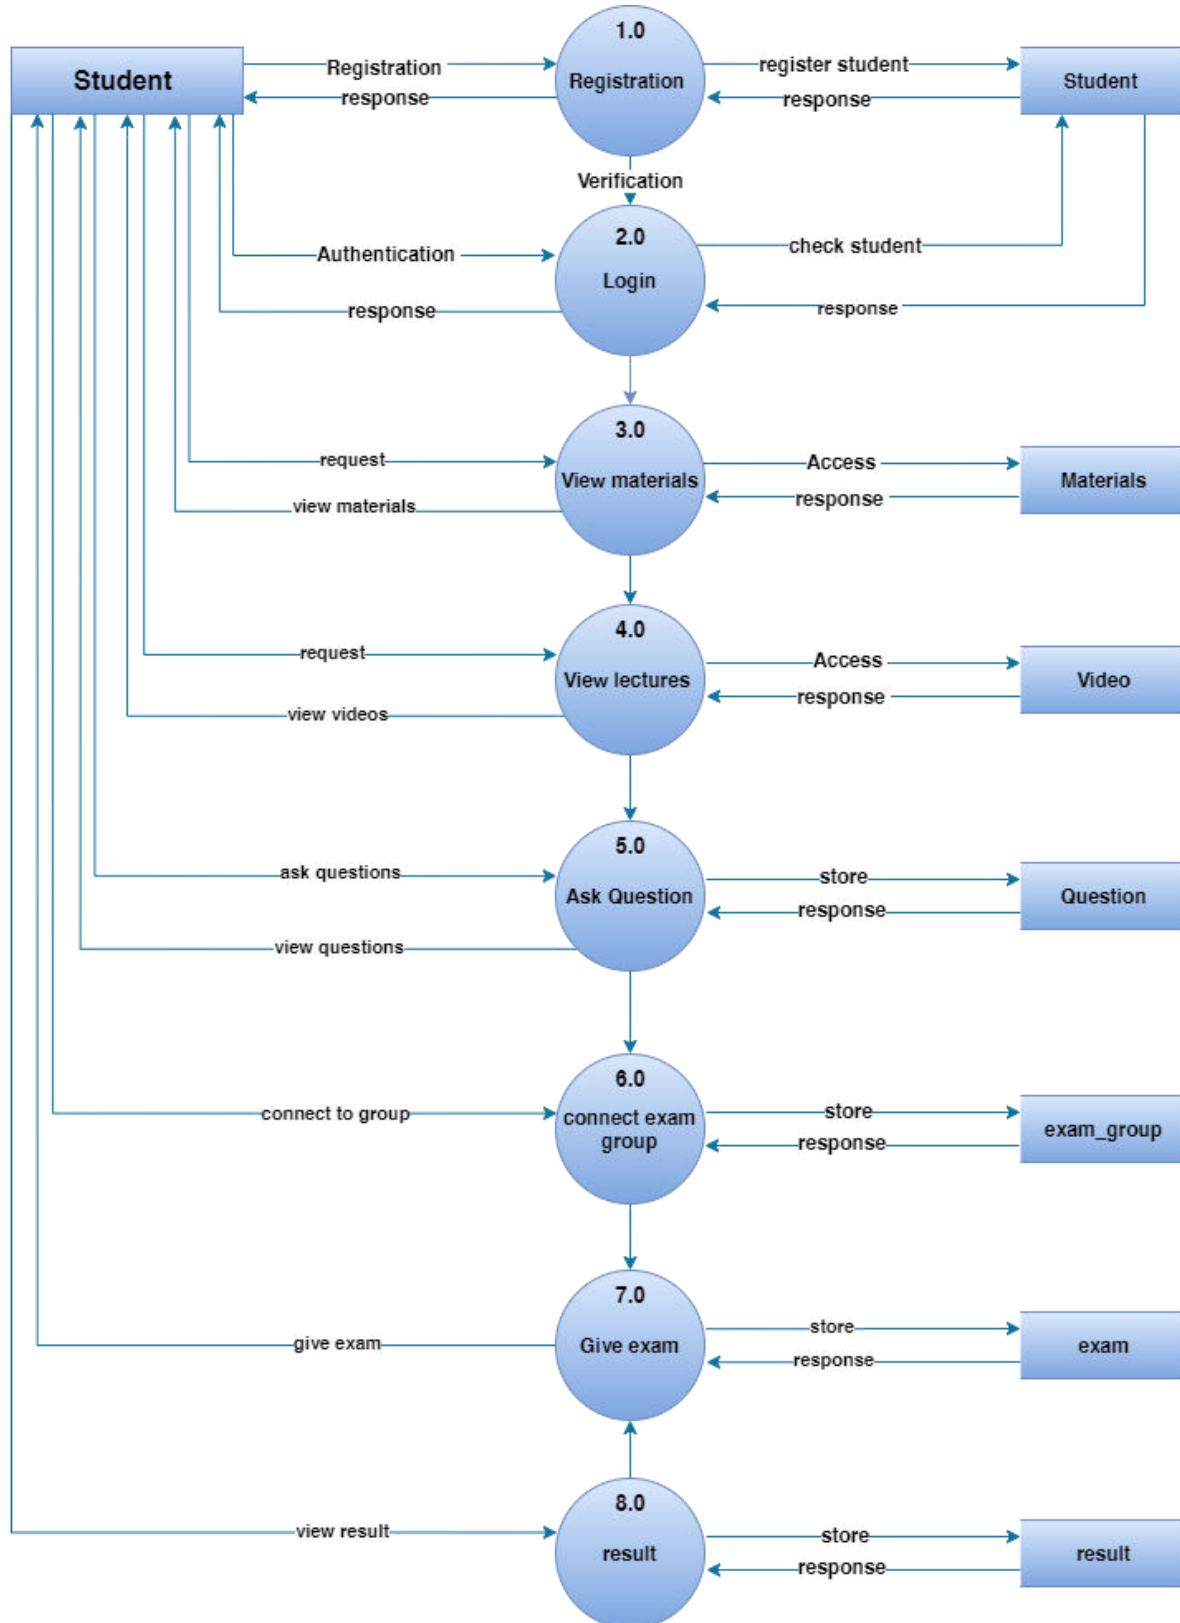 1.0
Registration
Student
Registration
response
register student
response
Student
Verification
2.0
Login
Authentication
response
check student
response
3.0
View materials
request
view materials
Access
response
Materials
4.0
View lectures
request
view videos
Access
response
Video
5.0
Ask Question
ask questions
view questions
store
response
Question
6.0
connect exam
group
connect to group
store
response
exam_group
7.0
Give exam
give exam
store
response
exam
8.0
result
view result
store
response
result